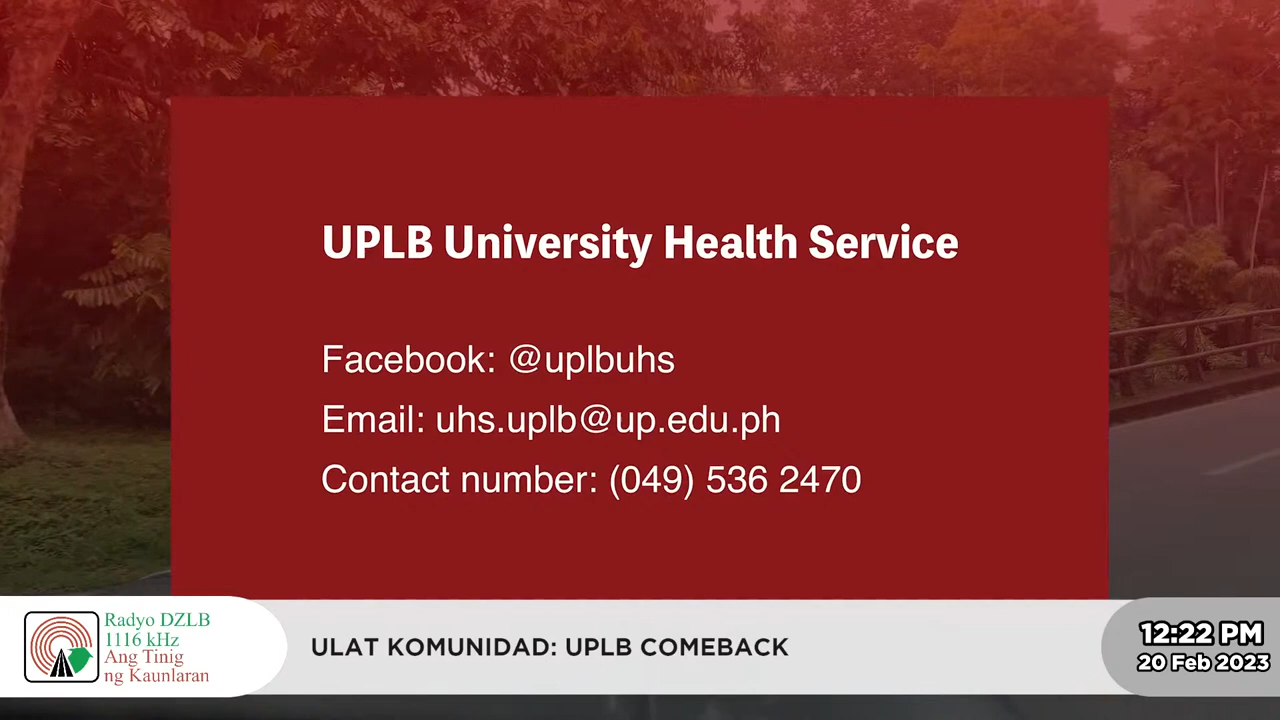 UPLB University Health Service
Facebook: @uplbuhs
Email: uhs.uplb@up.edu.ph
Contact number: (049) 536 2470
Radyo DZLB
1116 kHz
Ang Tinig
ng Kaunlaran
ULAT KOMUNIDAD: UPLB COMEBACK
12:22 PM
20 Feb 2023